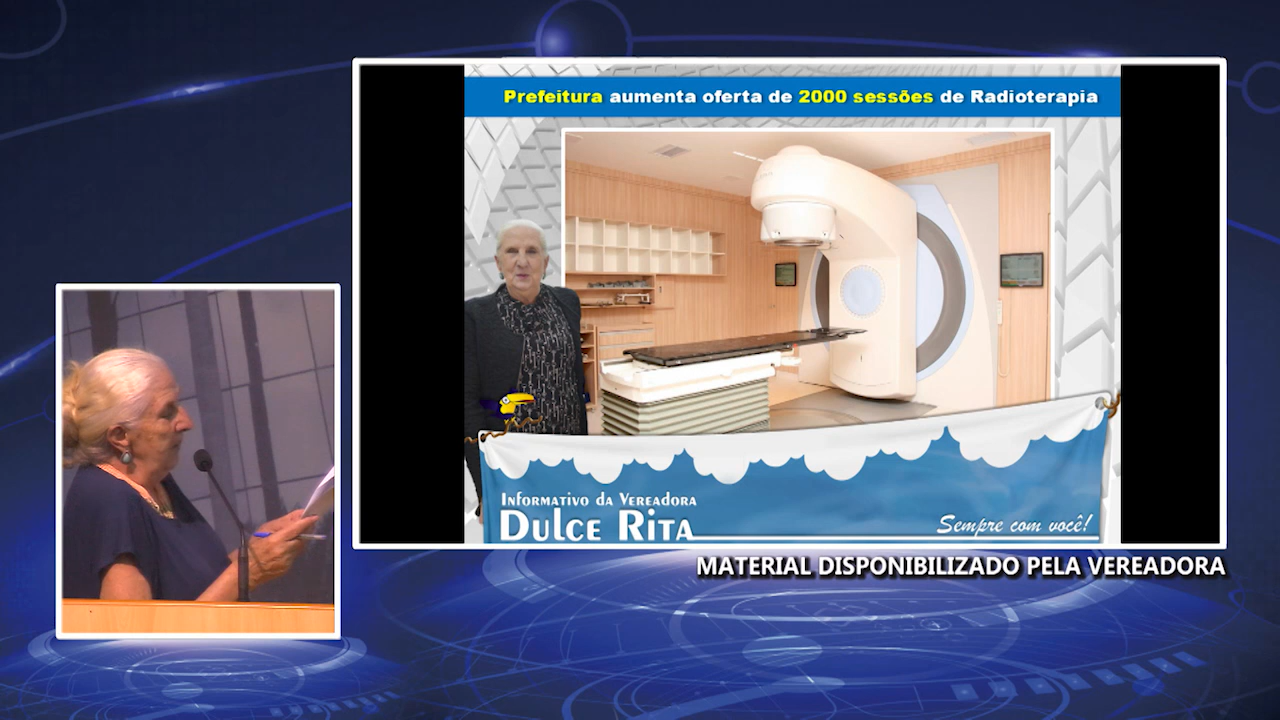 Prefeitura aumenta oferta de 2000 sessões de Radioterapia
Informativo da Vereadora
Dulce Rita
Sempre com você!
MATERIAL DISPONIBILIZADO PELA VEREADORA